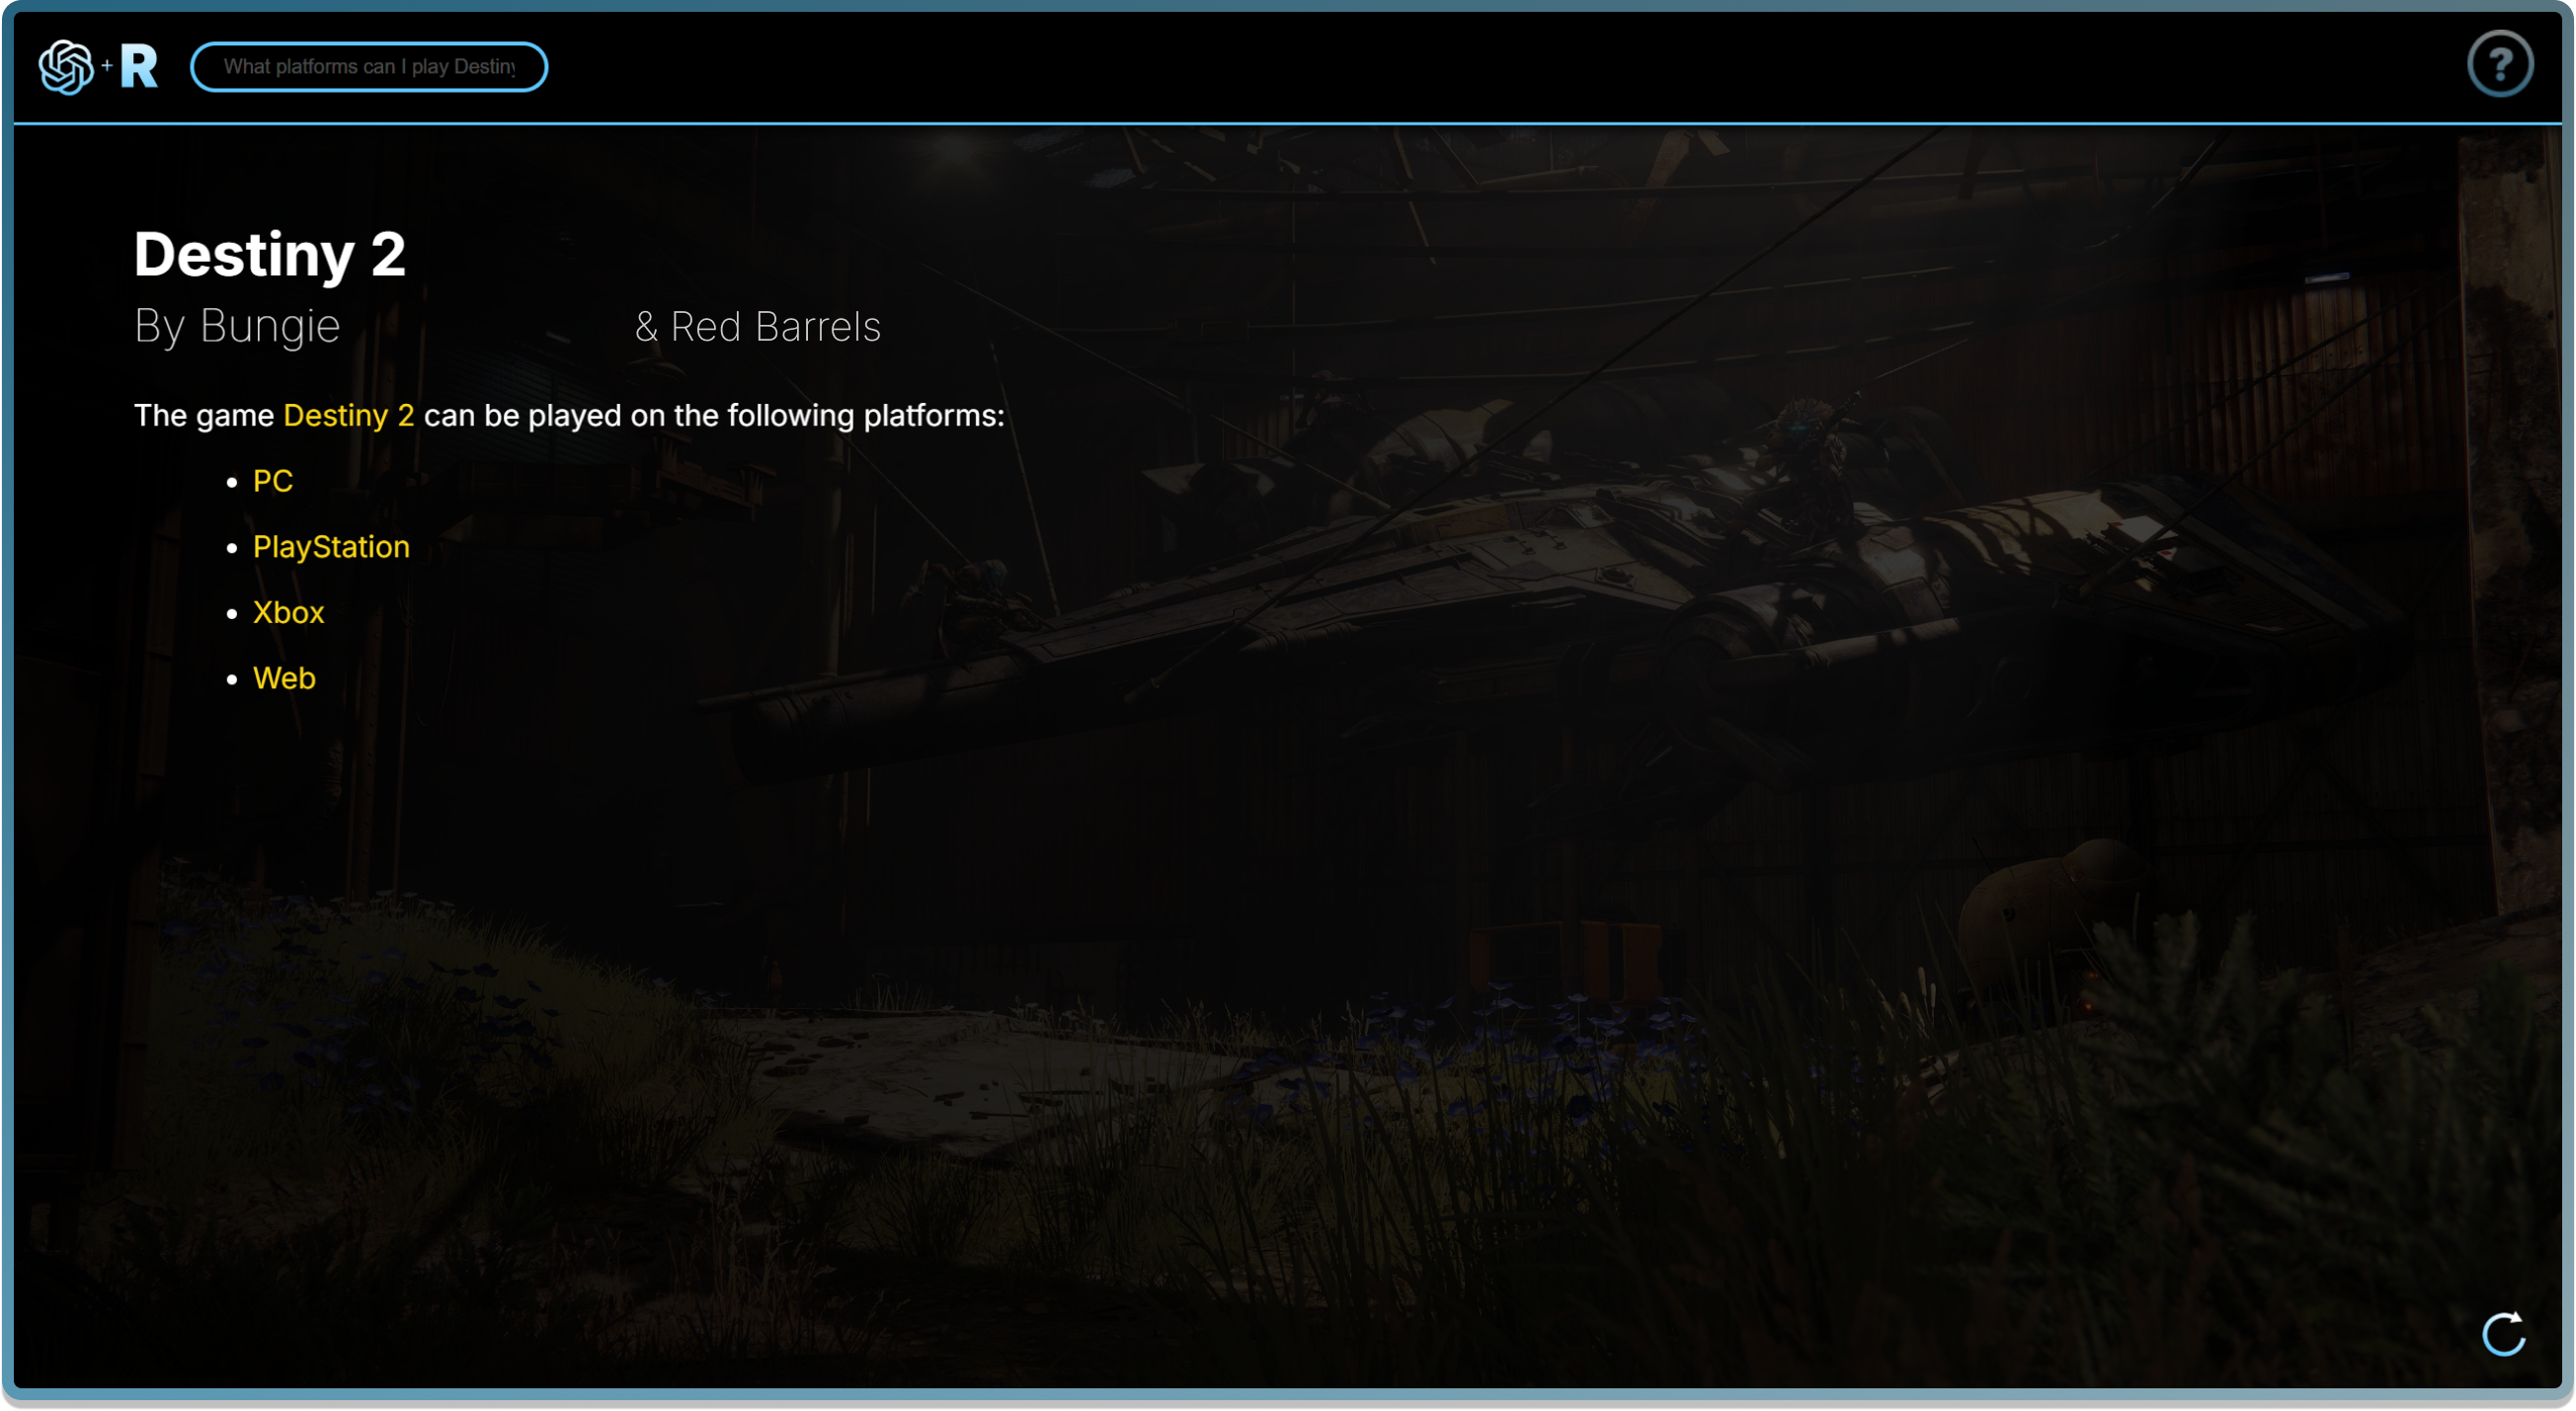 + R
What platforms can I play Destiny
?
Destiny 2
By Bungie & Red Barrels
The game Destiny 2 can be played on the following platforms:
• PC
• PlayStation
• Xbox
• Web